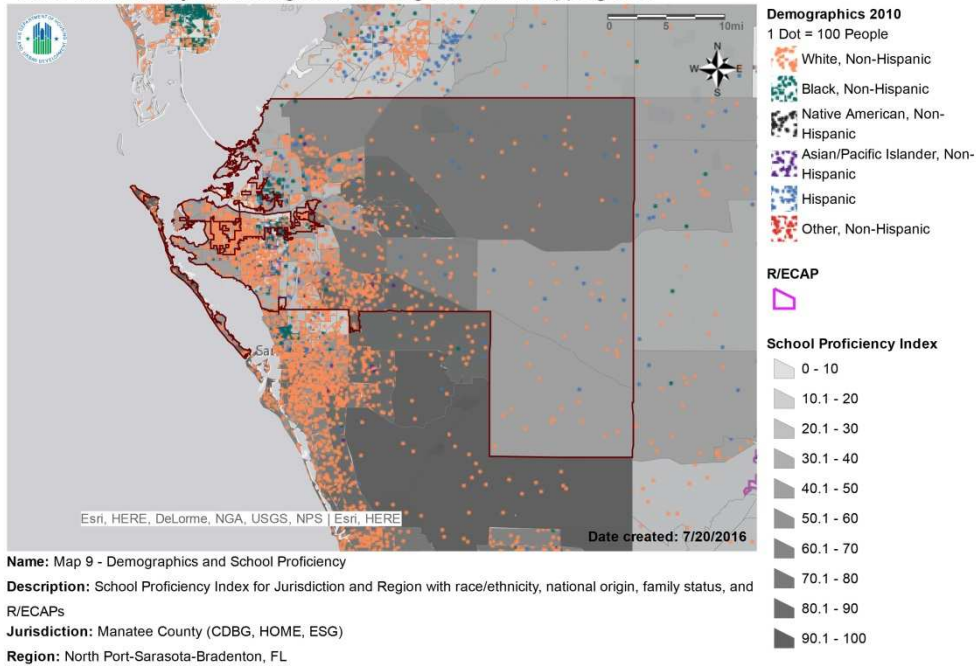 Bay
0 5 10mi
N
W E
S
Demographics 2010
1 Dot = 100 People
White, Non-Hispanic
Black, Non-Hispanic
Native American, Non-
Hispanic
Asian/Pacific Islander, Non-
Hispanic
Hispanic
Other, Non-Hispanic
R/ECAP
School Proficiency Index
0 - 10
10.1 - 20
20.1 - 30
30.1 - 40
40.1 - 50
50.1 - 60
60.1 - 70
70.1 - 80
80.1 - 90
90.1 - 100
Esri, HERE, DeLorme, NGA, USGS, NPS | Esri, HERE
Date created: 7/20/2016
Name: Map 9 - Demographics and School Proficiency
Description: School Proficiency Index for Jurisdiction and Region with race/ethnicity, national origin, family status, and
R/ECAPs
Jurisdiction: Manatee County (CDBG, HOME, ESG)
Region: North Port-Sarasota-Bradenton, FL